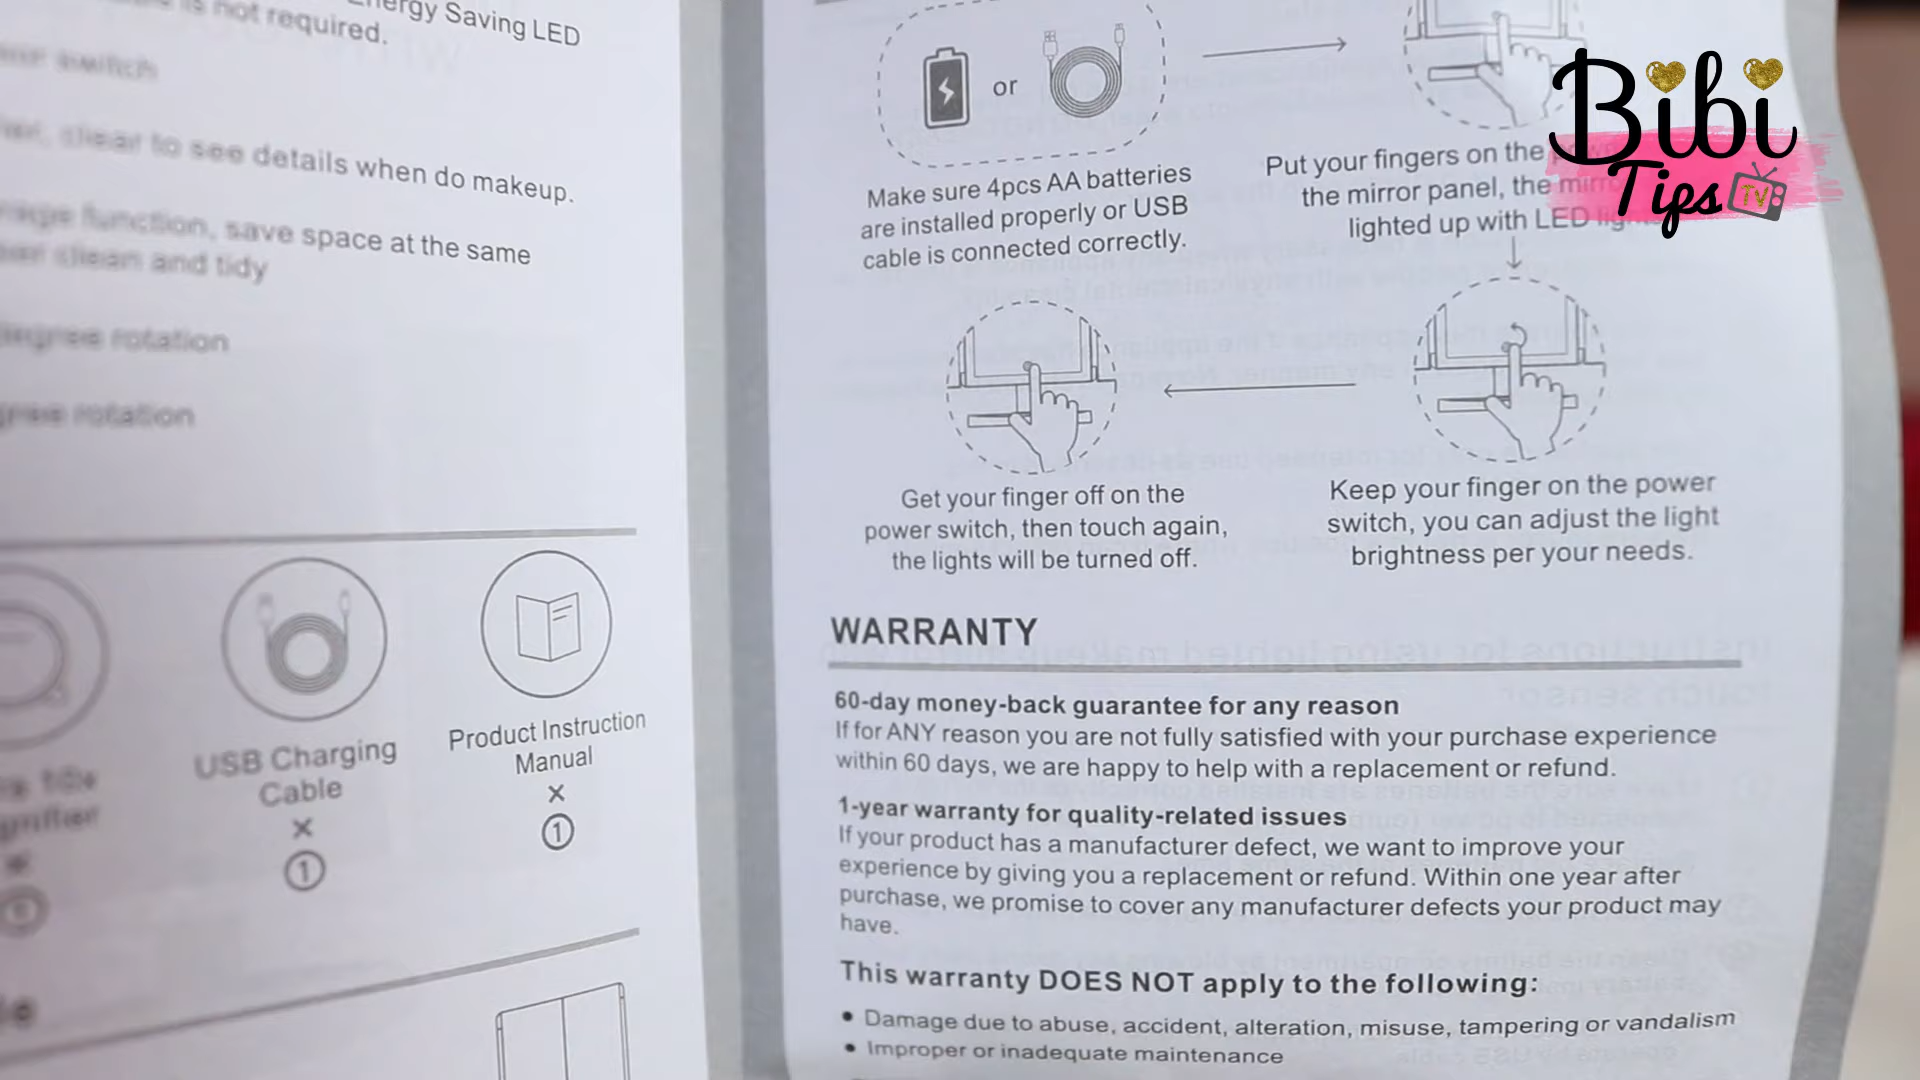 Energy Saving LED
is not required.
switch
clear to see details when do makeup.
function, save space at the same
clean and tidy
rotation
rotation
USB Charging
Cable
×
1
Product Instruction
Manual
×
1
or
Make sure 4pcs AA batteries
are installed properly or USB
cable is connected correctly.
Put your fingers on the
the mirror panel, the
lighted up with LED
Get your finger off on the
power switch, then touch again,
the lights will be turned off.
Keep your finger on the power
switch, you can adjust the light
brightness per your needs.
WARRANTY
60-day money-back guarantee for any reason
If for ANY reason you are not fully satisfied with your purchase experience
within 60 days, we are happy to help with a replacement or refund.
1-year warranty for quality-related issues
If your product has a manufacturer defect, we want to improve your
experience by giving you a replacement or refund. Within one year after
purchase, we promise to cover any manufacturer defects your product may
have.
This warranty DOES NOT apply to the following:
• Damage due to abuse, accident, alteration, misuse, tampering or vandalism
• Improper or inadequate maintenance
Bibi
Tips TV